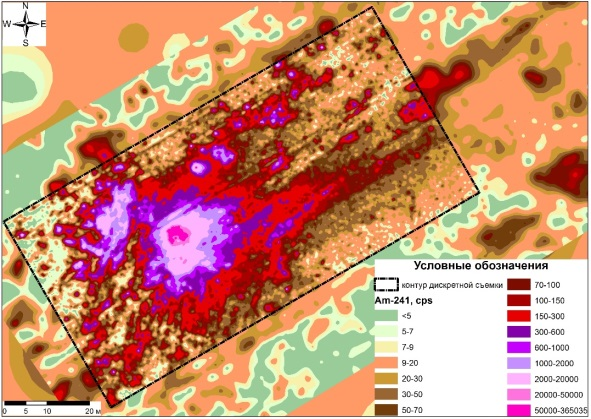 N
W E
S
Условные обозначения
контур дискретной съемки
Am-241, cps
<5
5-7
7-9
9-20
20-30
30-50
50-70
70-100
100-150
150-300
300-600
600-1000
1000-2000
2000-20000
20000-50000
50000-365035
0 5 10 20 м